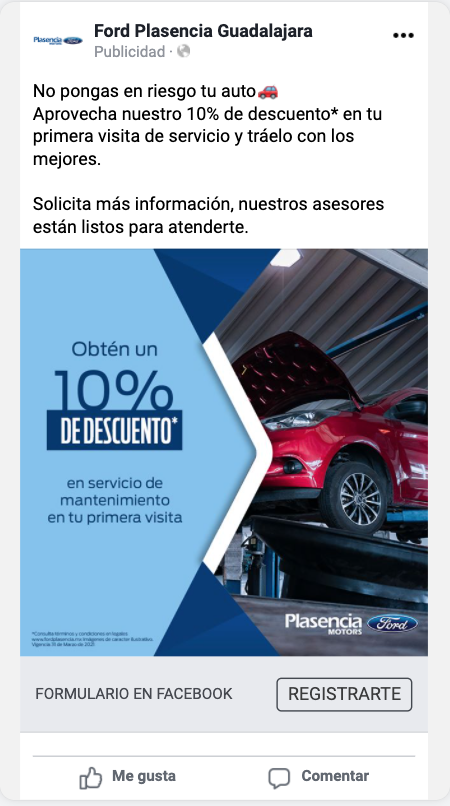 Plasencia Ford
Ford Plasencia Guadalajara
Publicidad ·
No pongas en riesgo tu auto🚗
Aprovecha nuestro 10% de descuento* en tu
primera visita de servicio y tráelo con los
mejores.
Solicita más información, nuestros asesores
están listos para atenderte.
Obtén un
10%
DE DESCUENTO*
en servicio de
mantenimiento
en tu primera visita
*Consulta términos y condiciones en legales
www.fordplasencia.mx Imágenes de carácter ilustrativo
Vigencia 31 de Marzo de 2021
Plasencia
MOTORS
Ford
FORMULARIO EN FACEBOOK
REGISTRARTE
Me gusta
Comentar